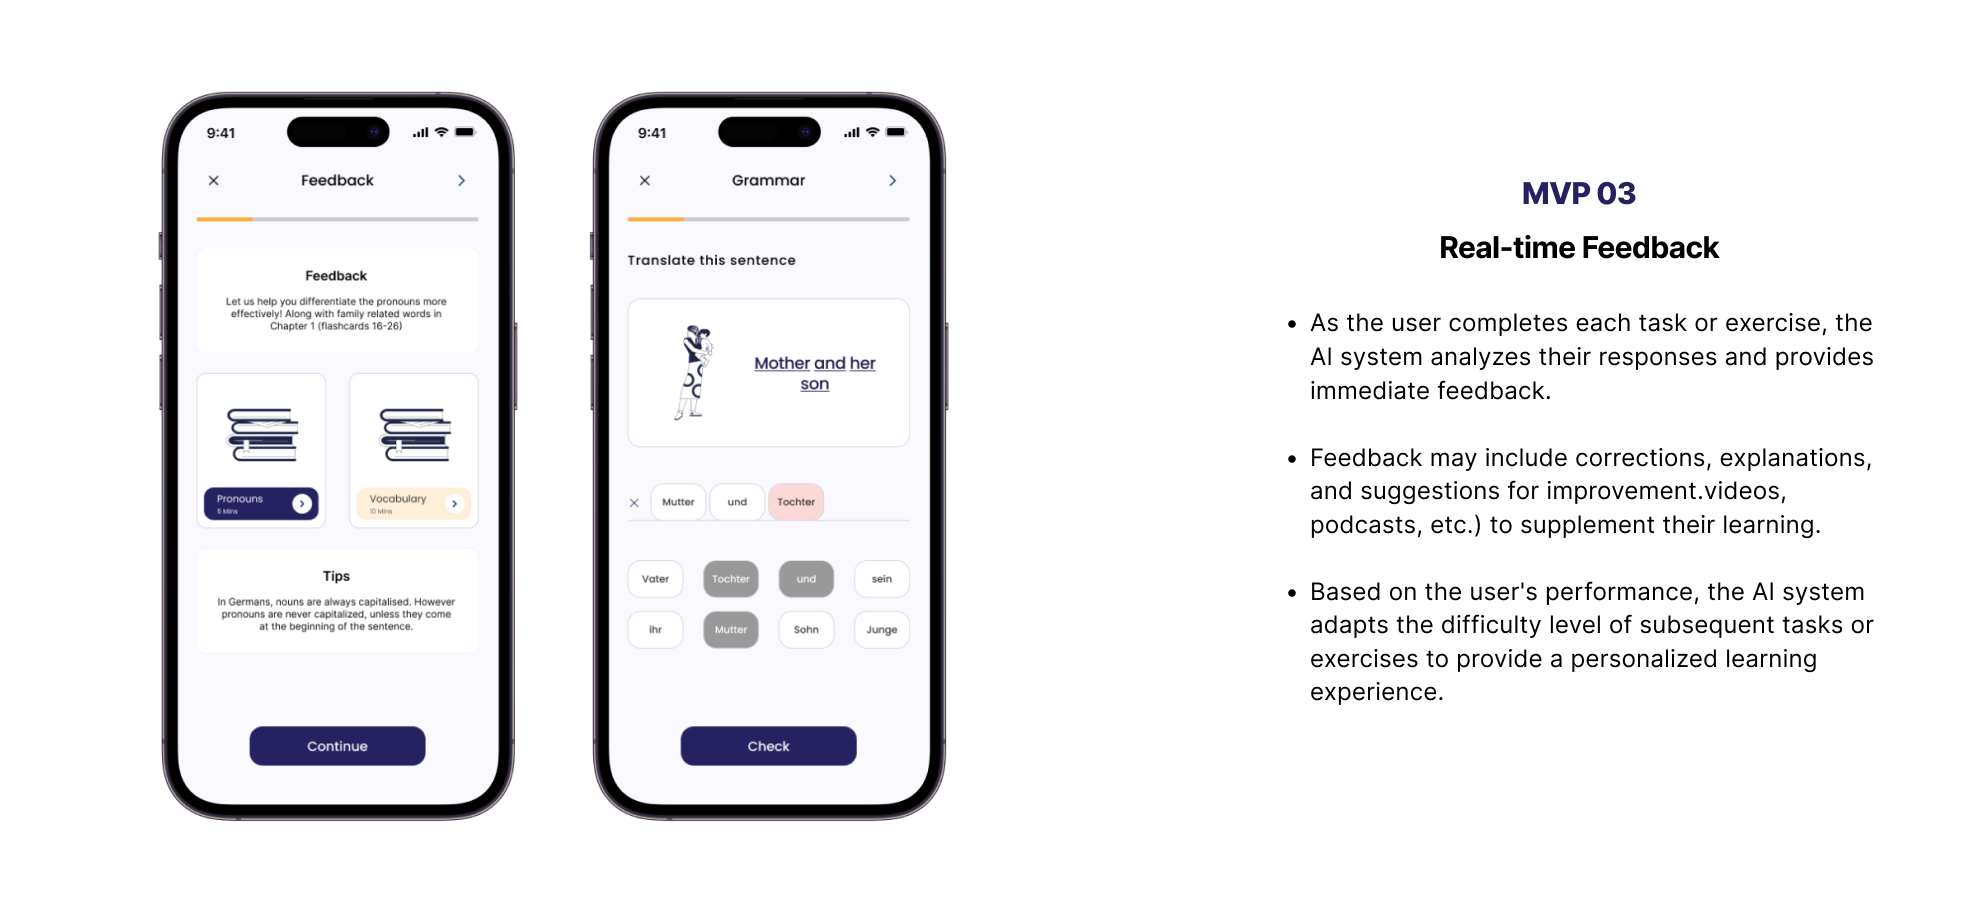 9:41
Feedback
Feedback
Let us help you differentiate the pronouns more
effectively! Along with family related words in
Chapter 1 (flashcards 16-26)
Pronouns
5 Mins
Vocabulary
10 Mins
Tips
In Germans, nouns are always capitalised. However
pronouns are never capitalized, unless they come
at the beginning of the sentence.
Continue
9:41
Grammar
Translate this sentence
Mother and her
son
Mutter und Tochter
Vater Tochter und sein
ihr Mutter Sohn Junge
Check
MVP 03
Real-time Feedback
• As the user completes each task or exercise, the
AI system analyzes their responses and provides
immediate feedback.
• Feedback may include corrections, explanations,
and suggestions for improvement.videos,
podcasts, etc.) to supplement their learning.
• Based on the user's performance, the AI system
adapts the difficulty level of subsequent tasks or
exercises to provide a personalized learning
experience.